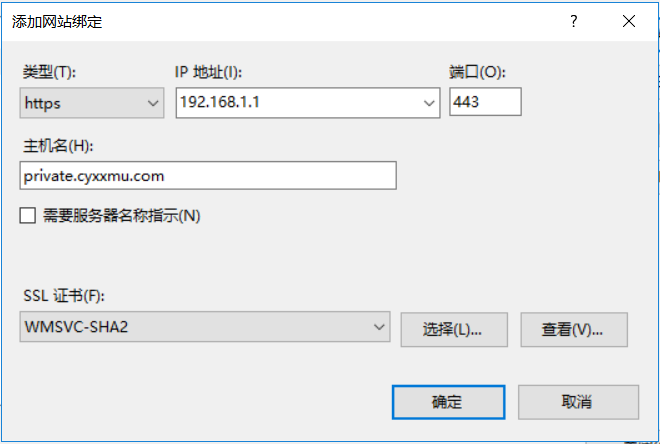 添加网站绑定
?
类型(T): IP 地址(I): 端口(O):
https 192.168.1.1 443
主机名(H):
private.cyxxmu.com
需要服务器名称指示(N)
SSL 证书(F):
WMSVC-SHA2 选择(L)... 查看(V)...
确定 取消